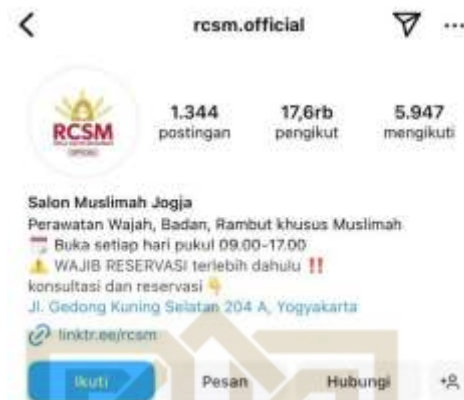 rcsm.official
RCSM
1.344 17,6rb 5.947
postingan pengikut mengikuti
Salon Muslimah Jogja
Perawatan Wajah, Badan, Rambut khusus Muslimah
🗓️ Buka setiap hari pukul 09.00-17.00
⚠️ WAJIB RESERVASI terlebih dahulu ‼️
konsultasi dan reservasi 👇
Jl. Gedong Kuning Selatan 204 A, Yogyakarta
linktr.ee/rcsm
Ikuti Pesan Hubungi